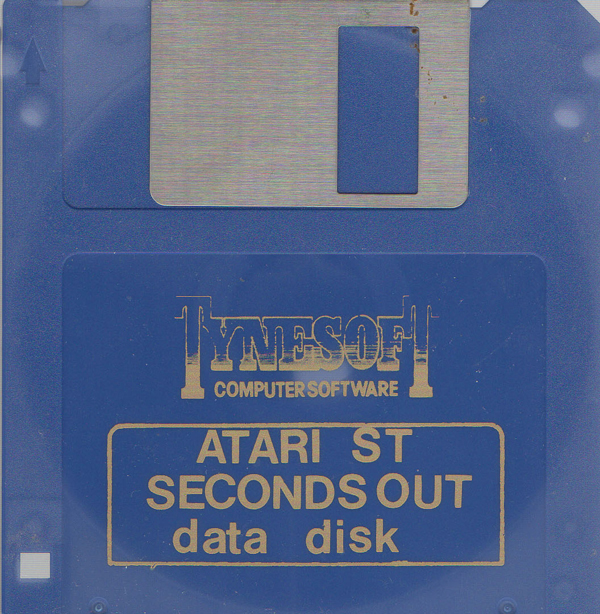 TYNESOFT
COMPUTER SOFTWARE
ATARI ST
SECONDS OUT
data disk